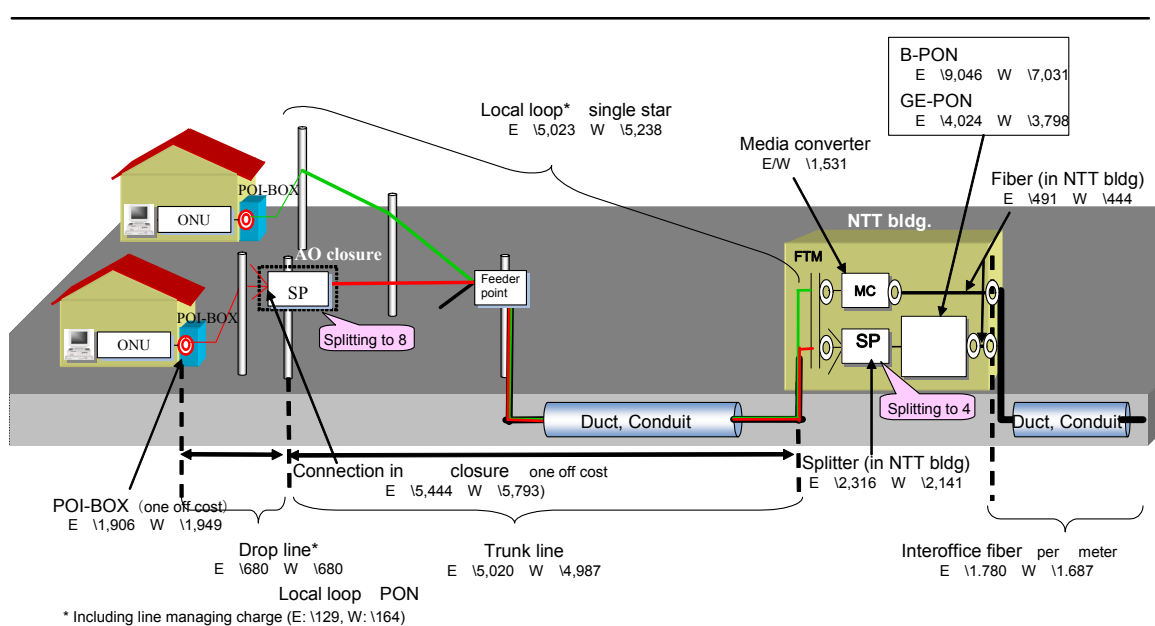 B-PON
E \9,046 W \7,031
GE-PON
E \4,024 W \3,798
Local loop* single star
E \5,023 W \5,238
Media converter
E/W \1,531
Fiber (in NTT bldg)
E \491 W \444
NTT bldg.
POI-BOX
ONU
AO closure
FTM
Feeder
point
MC
SP
SP
POI-BOX
Splitting to 8
ONU
Splitting to 4
Duct, Conduit
Duct, Conduit
Connection in closure one off cost
E \5,444 W \5,793)
Splitter (in NTT bldg)
E \2,316 W \2,141
POI-BOX (one off cost)
E \1,906 W \1,949
Drop line*
E \680 W \680
Trunk line
E \5,020 W \4,987
Interoffice fiber per meter
E \1.780 W \1.687
Local loop PON
* Including line managing charge (E: \129, W: \164)